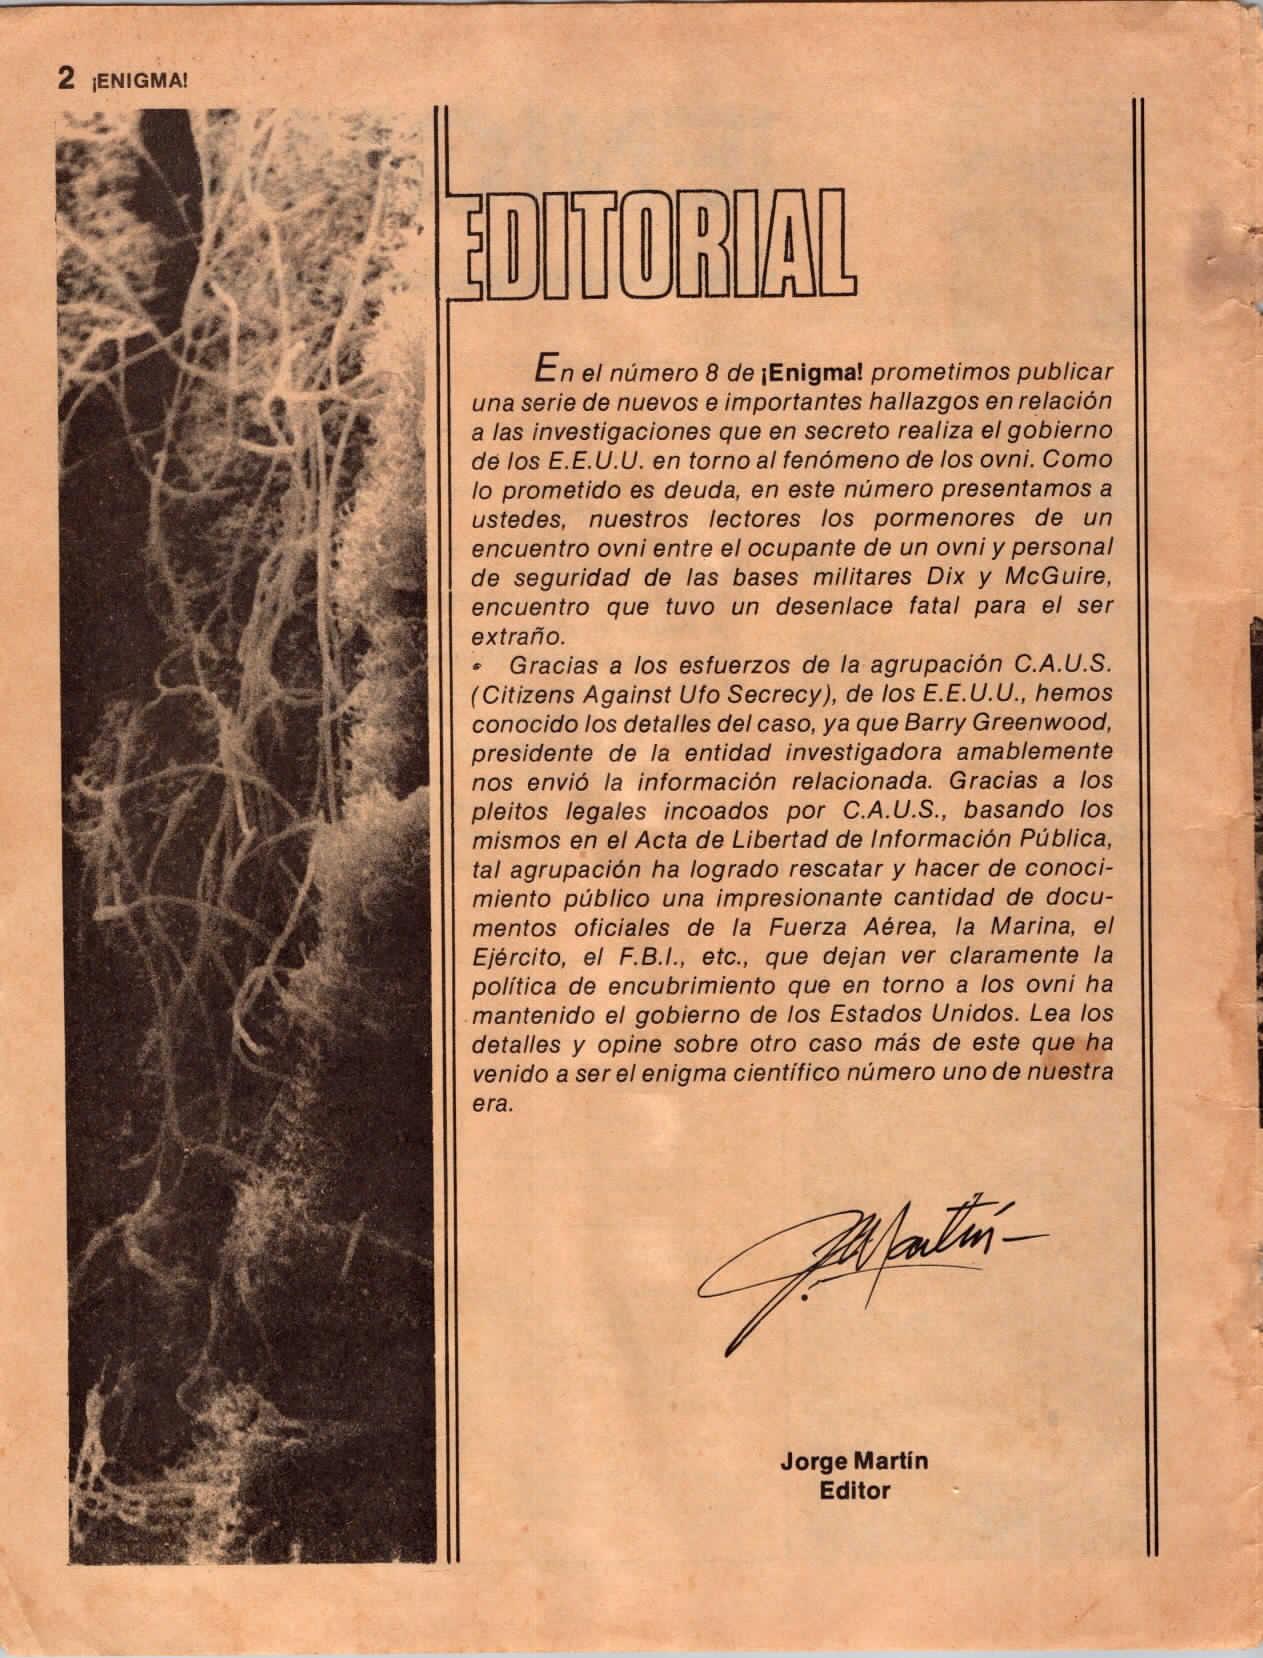 2 ¡ENIGMA!
EDITORIAL
En el número 8 de ¡Enigma! prometimos publicar
una serie de nuevos e importantes hallazgos en relación
a las investigaciones que en secreto realiza el gobierno
de los E.E.U.U. en torno al fenómeno de los ovni. Como
lo prometido es deuda, en este número presentamos a
ustedes, nuestros lectores los pormenores de un
encuentro ovni entre el ocupante de un ovni y personal
de seguridad de las bases militares Dix y McGuire,
encuentro que tuvo un desenlace fatal para el ser
extraño.
Gracias a los esfuerzos de la agrupación C.A.U.S.
(Citizens Against Ufo Secrecy), de los E.E.U.U., hemos
conocido los detalles del caso, ya que Barry Greenwood,
presidente de la entidad investigadora amablemente
nos envió la información relacionada. Gracias a los
pleitos legales incoados por C.A.U.S., basando los
mismos en el Acta de Libertad de Información Pública,
tal agrupación ha logrado rescatar y hacer de conoci-
miento público una impresionante cantidad de docu-
mentos oficiales de la Fuerza Aérea, la Marina, el
Ejército, el F.B.I., etc., que dejan ver claramente la
política de encubrimiento que en torno a los ovni ha
mantenido el gobierno de los Estados Unidos. Lea los
detalles y opine sobre otro caso más de este que ha
venido a ser el enigma científico número uno de nuestra
era.
J. Martín
Jorge Martín
Editor